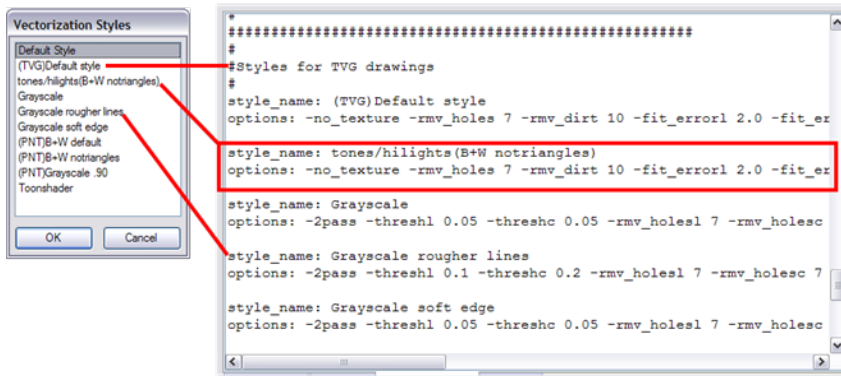 Vectorization Styles
Default Style
(TVG)Default style
tones/hilights(B+W notriangles)
Grayscale
Grayscale rougher lines
Grayscale soft edge
(PNT)B+W default
(PNT)B+W notriangles
(PNT)Grayscale .90
Toonshader
OK
Cancel
#
######################################################
#
#Styles for TVG drawings
#
style_name: (TVG)Default style
options: -no_texture -rmv_holes 7 -rmv_dirt 10 -fit_errorl 2.0 -fit_er
style_name: tones/hilights(B+W notriangles)
options: -no_texture -rmv_holes 7 -rmv_dirt 10 -fit_errorl 2.0 -fit_er
style_name: Grayscale
options: -2pass -threshl 0.05 -threshc 0.05 -rmv_holesl 7 -rmv_holesc
style_name: Grayscale rougher lines
options: -2pass -threshl 0.1 -threshc 0.2 -rmv_holesl 7 -rmv_holesc 7
style_name: Grayscale soft edge
options: -2pass -threshl 0.05 -threshc 0.05 -rmv_holesl 7 -rmv_holesc